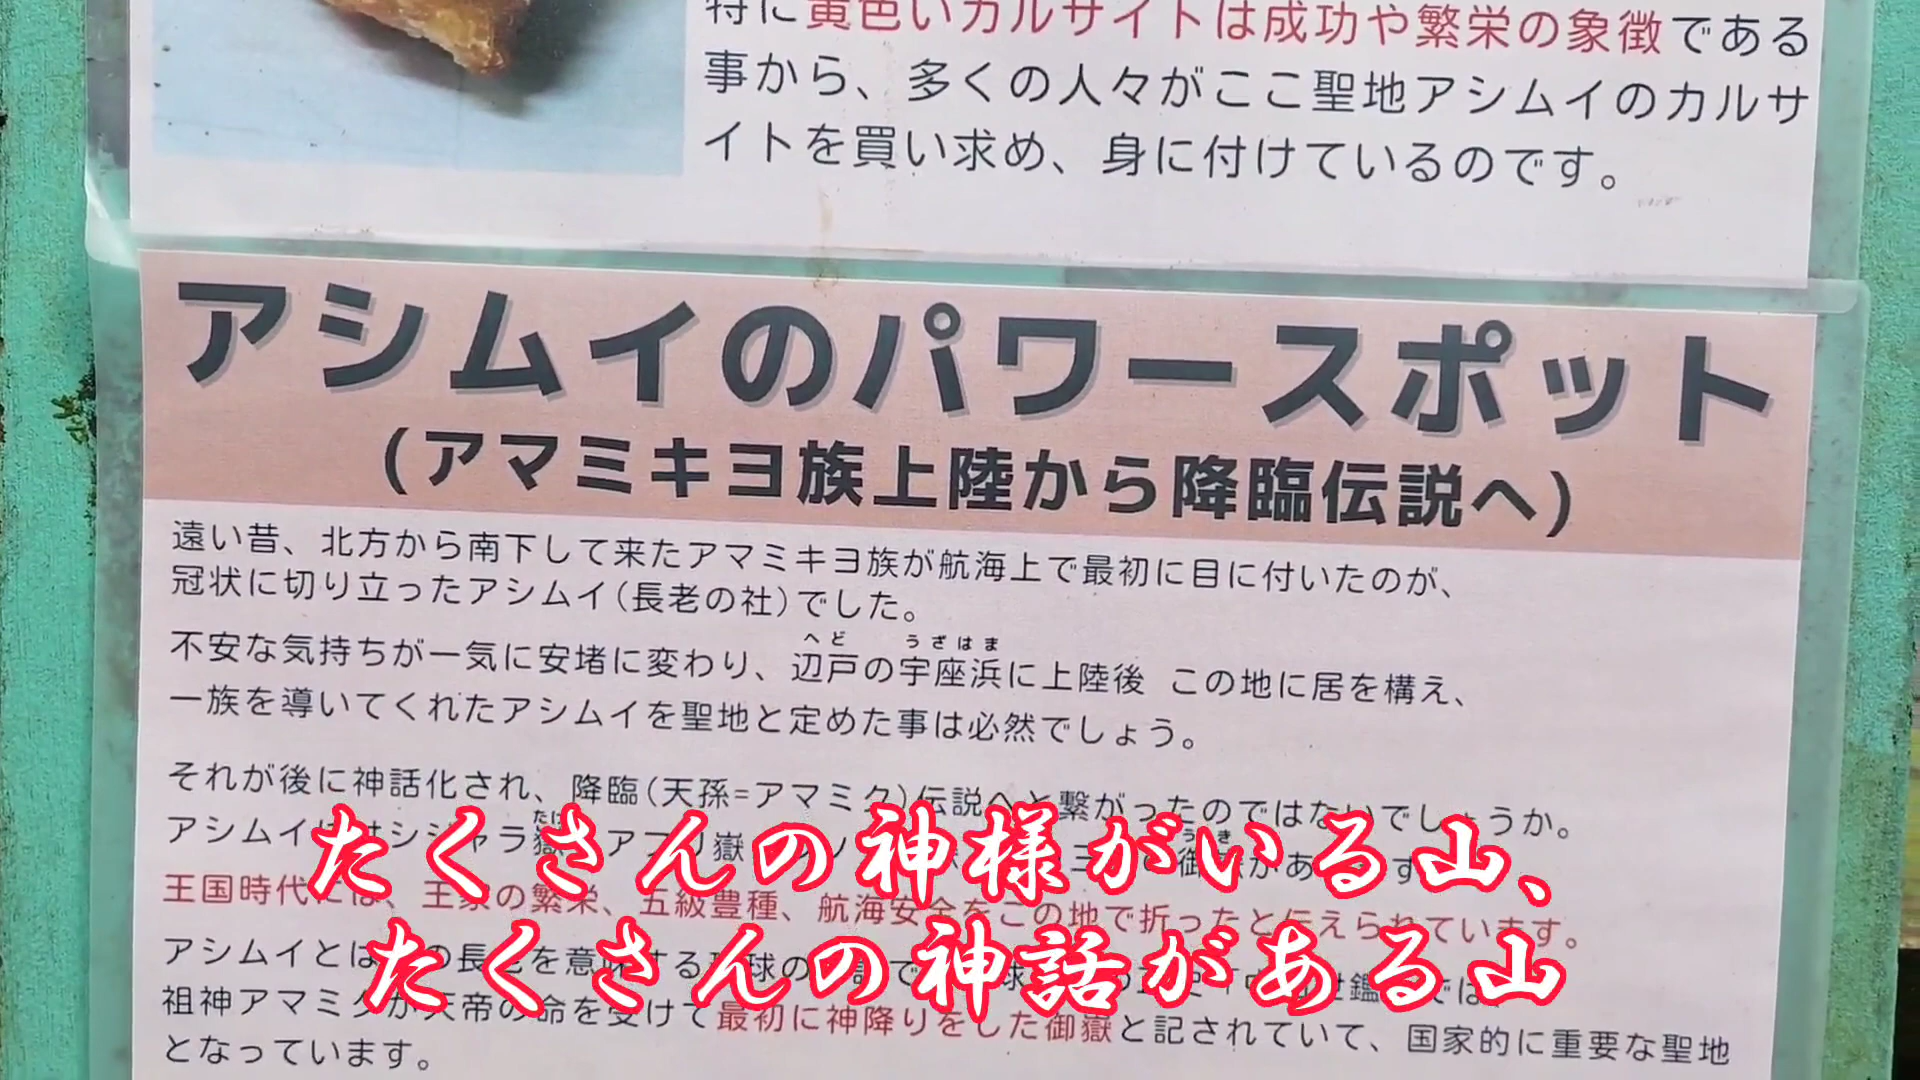 特に黄色いカルサイトは成功や繁栄の象徴である
事から、多くの人々がここ聖地アシムイのカルサ
イトを買い求め、身に付けているのです。
アシムイのパワースポット
(アマミキヨ族上陸から降臨伝説へ)
遠い昔、北方から南下して来たアマミキヨ族が航海上で最初に目に付いたのが、
冠状に切り立ったアシムイ(長老の社)でした。
へど うざはま
不安な気持ちが一気に安堵に変わり、辺戸の宇座浜に上陸後 この地に居を構え、
一族を導いてくれたアシムイを聖地と定めた事は必然でしょう。
それが後に神話化され、降臨(天孫=アマミク)伝説へと繋がったのではないでしょうか。
アシムイ
王国時代には、王家の繁栄、五級豊穂、航海安全をこの地で折ったと伝えられています。
アシムイとは
祖神アマミクが天帝の命を受けて最初に神降りをした御嶽と記されていて、国家的に重要な聖地
となっています。
たくさんの神様がいる山、
たくさんの神話がある山